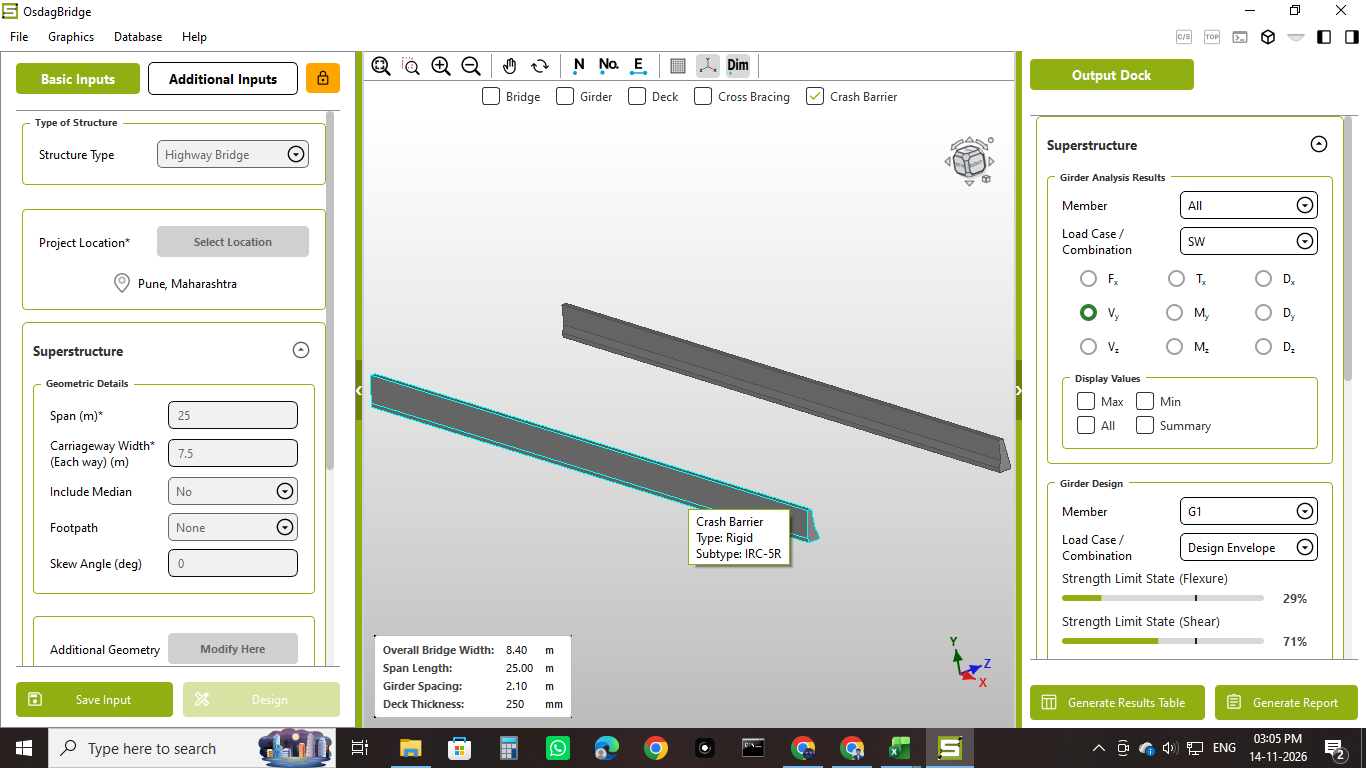 OsdagBridge
File Graphics Database Help
C/S TOP
Basic Inputs Additional Inputs
Type of Structure
Structure Type Highway Bridge
Project Location* Select Location
Pune, Maharashtra
Superstructure
Geometric Details
Span (m)* 25
Carriageway Width*
(Each way) (m) 7.5
Include Median No
Footpath None
Skew Angle (deg) 0
Additional Geometry Modify Here
Save Input Design
N No. E Dim
Bridge Girder Deck Cross Bracing Crash Barrier
Crash Barrier
Type: Rigid
Subtype: IRC-5R
Overall Bridge Width: 8.40 m
Span Length: 25.00 m
Girder Spacing: 2.10 m
Deck Thickness: 250 mm
Y
Z
X
Output Dock
Superstructure
Girder Analysis Results
Member All
Load Case /
Combination SW
Fx Tx Dx
Vy My Dy
Vz Mz Dz
Display Values
Max Min
All Summary
Girder Design
Member G1
Load Case /
Combination Design Envelope
Strength Limit State (Flexure)
29%
Strength Limit State (Shear)
71%
Generate Results Table Generate Report
Type here to search
ENG
03:05 PM
14-11-2026
2